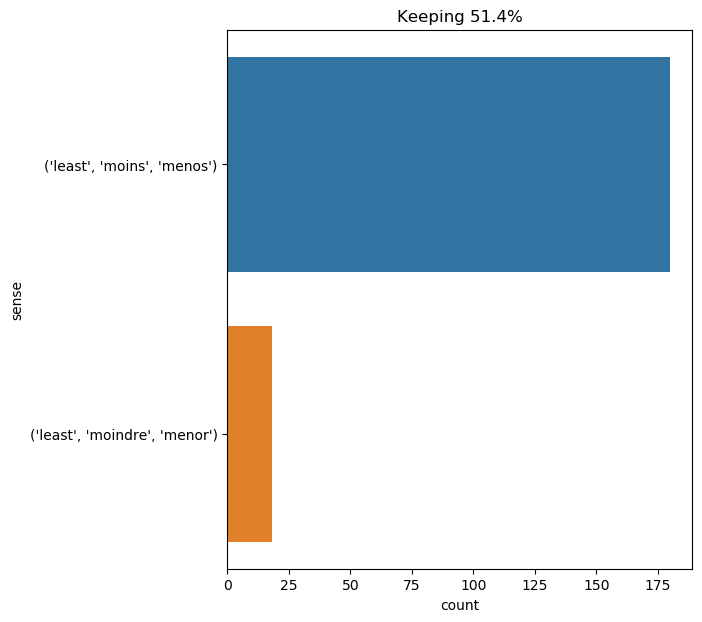 Keeping 51.4%
('least', 'moins', 'menos')
sense
('least', 'moindre', 'menor')
0 25 50 75 100 125 150 175
count